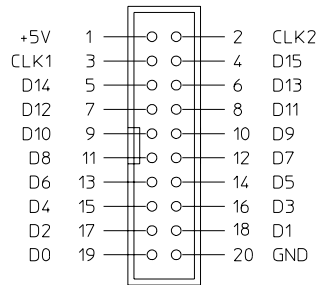 +5V 1 2 CLK2
CLK1 3 4 D15
D14 5 6 D13
D12 7 8 D11
D10 9 10 D9
D8 11 12 D7
D6 13 14 D5
D4 15 16 D3
D2 17 18 D1
D0 19 20 GND